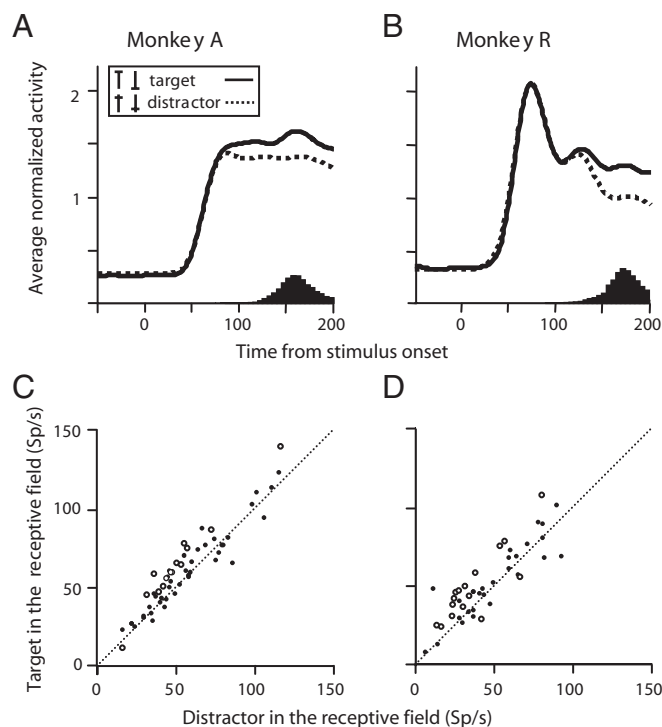 A
Monkey A
B
Monkey R
Average normalized activity
2
1
target
distractor
0
100
200
0
100
200
Time from stimulus onset
C
D
Target in the receptive field (Sp/s)
150
100
50
0
0
50
100
150
0
50
100
150
Distractor in the receptive field (Sp/s)